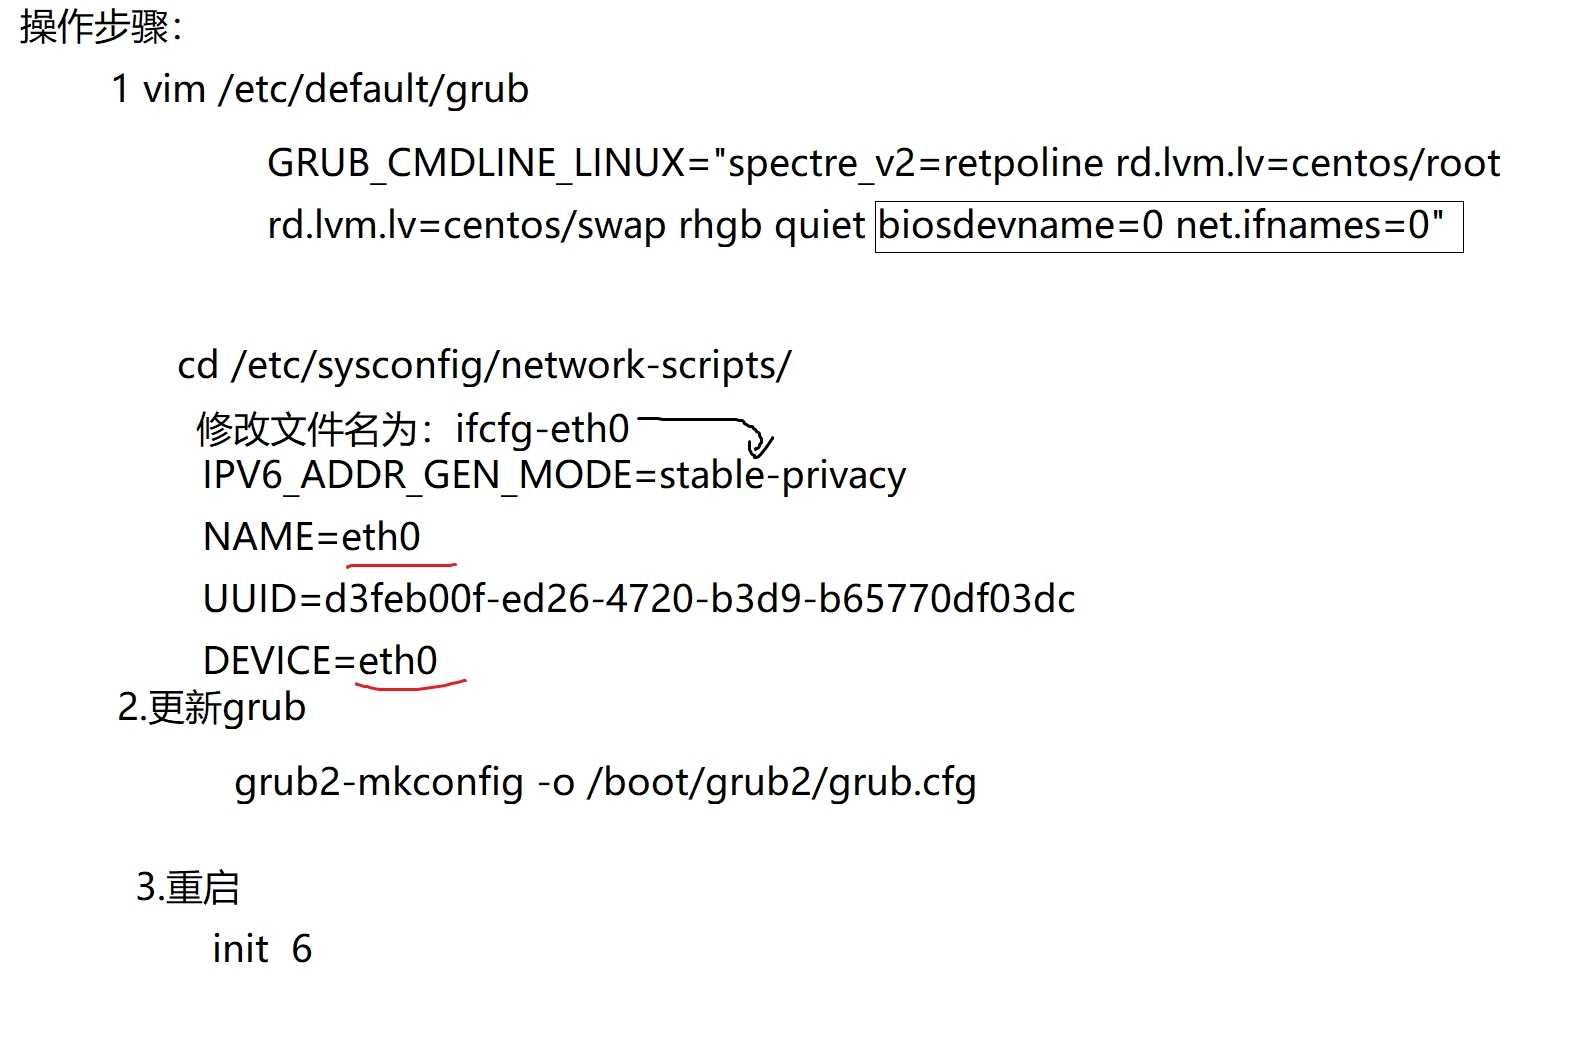 操作步骤：
1 vim /etc/default/grub
GRUB_CMDLINE_LINUX="spectre_v2=retpoline rd.lvm.lv=centos/root
rd.lvm.lv=centos/swap rhgb quiet biosdevname=0 net.ifnames=0"
cd /etc/sysconfig/network-scripts/
修改文件名为：ifcfg-eth0
IPV6_ADDR_GEN_MODE=stable-privacy
NAME=eth0
UUID=d3feb00f-ed26-4720-b3d9-b65770df03dc
DEVICE=eth0
2.更新grub
grub2-mkconfig -o /boot/grub2/grub.cfg
3.重启
init  6